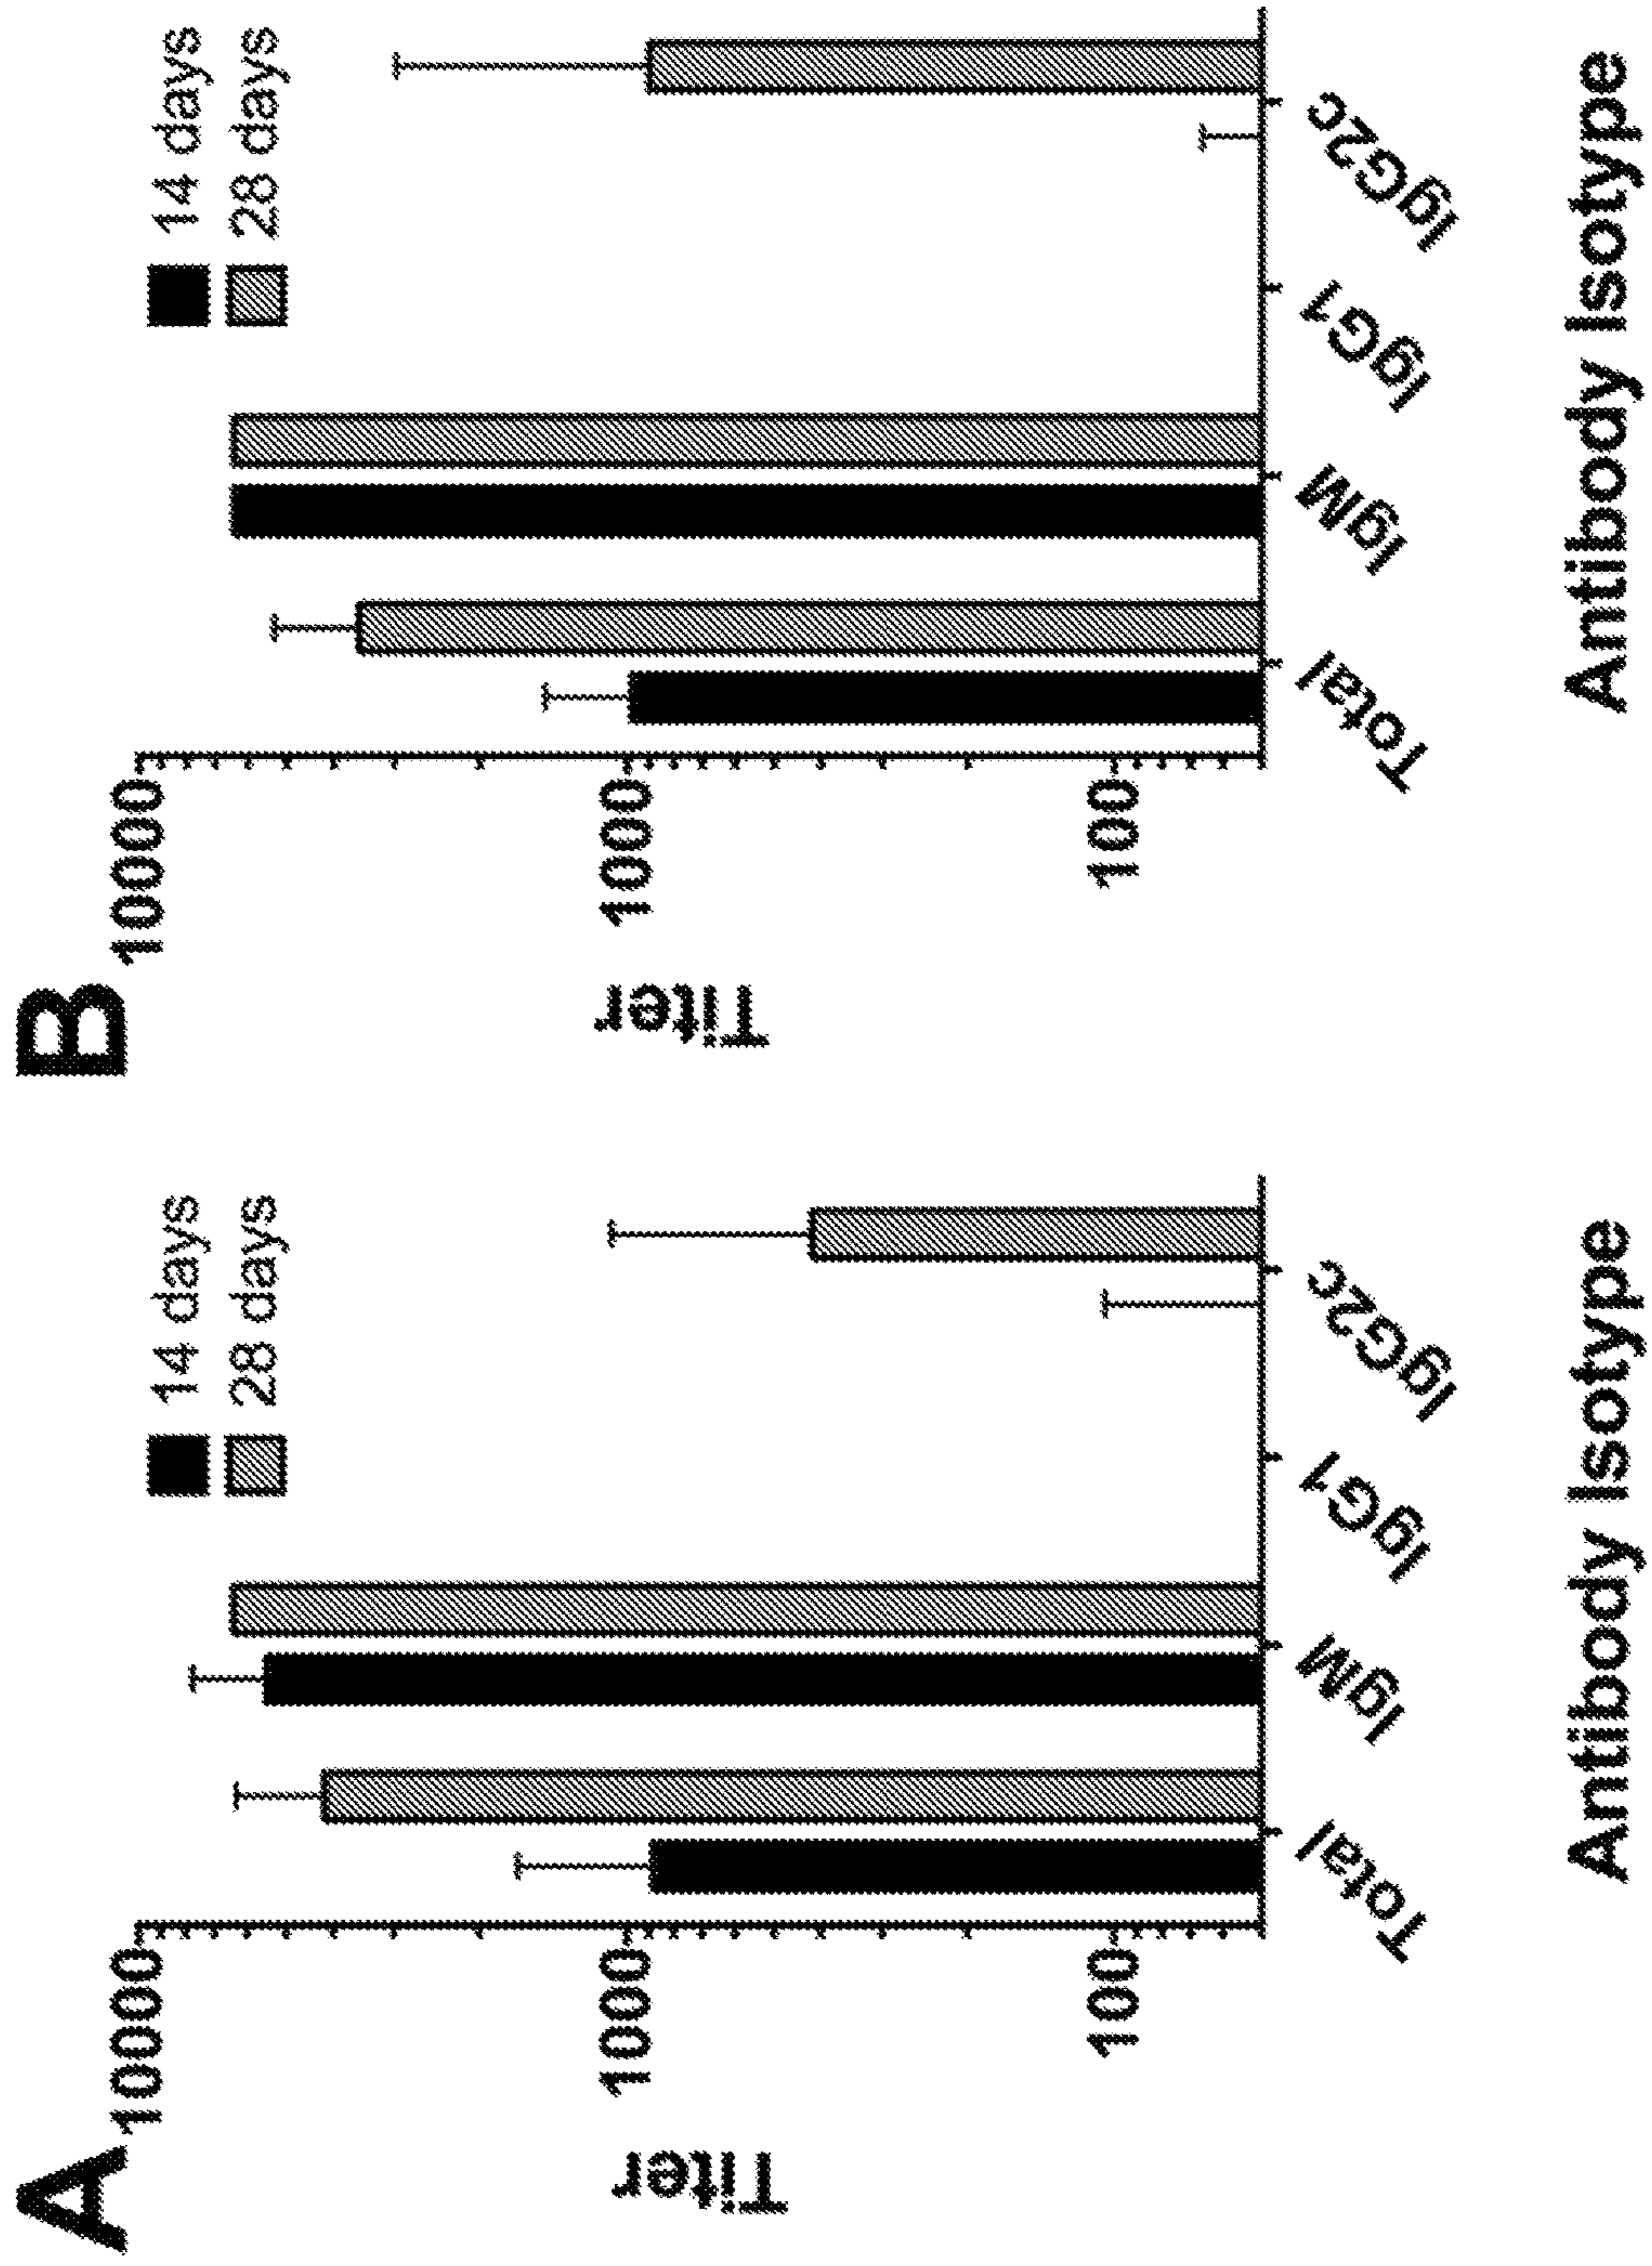 A
14 days
28 days
10000
1000
100
Titer
Total
IgM
IgG1
IgG2c
Antibody Isotype
B
14 days
28 days
10000
1000
100
Titer
Total
IgM
IgG1
IgG2c
Antibody Isotype